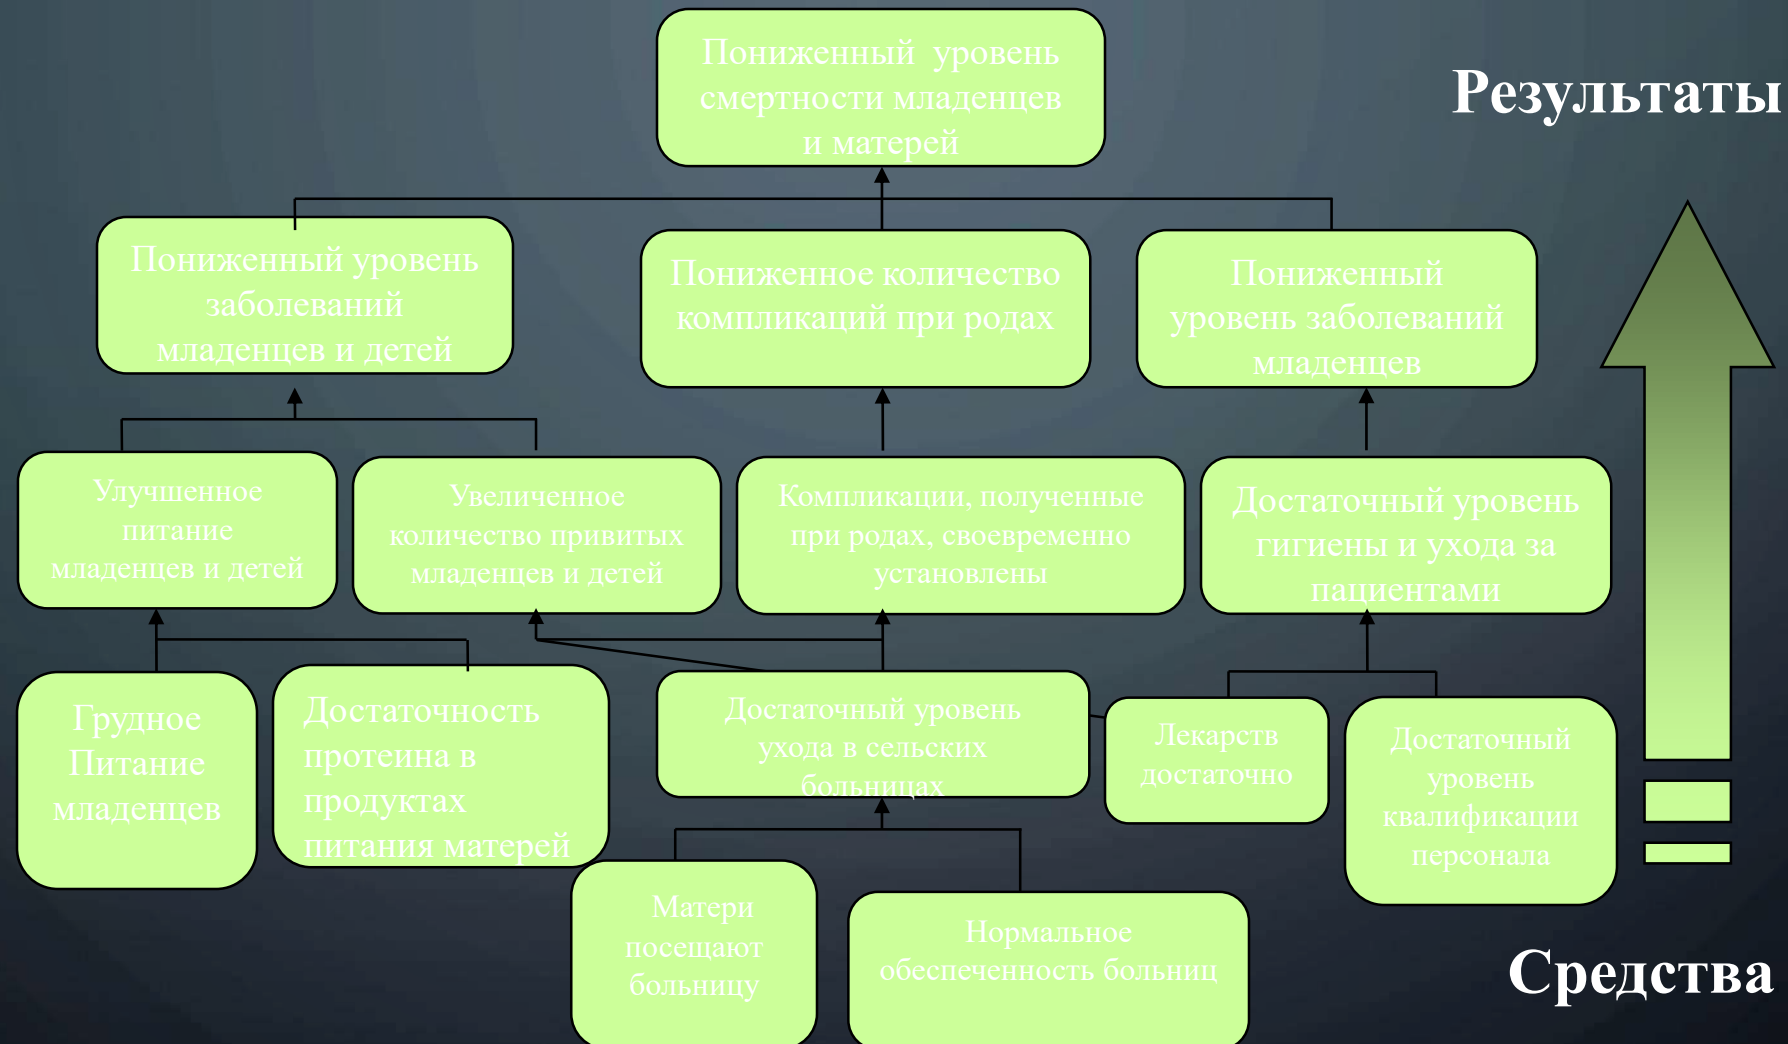 Пониженный уровень
смертности младенцев
и матерей
Результаты
Пониженный уровень
заболеваний
младенцев и детей
Пониженное количество
компликаций при родах
Пониженный
уровень заболеваний
младенцев
Улучшенное
питание
младенцев и детей
Увеличенное
количество привитых
младенцев и детей
Компликации, полученные
при родах, своевременно
установлены
Достаточный уровень
гигиены и ухода за
пациентами
Грудное
Питание
младенцев
Достаточность
протеина в
продуктах
питания матерей
Достаточный уровень
ухода в сельских
больницах
Лекарств
достаточно
Достаточный
уровень
квалификации
персонала
Матери
посещают
больницу
Нормальное
обеспеченность больниц
Средства